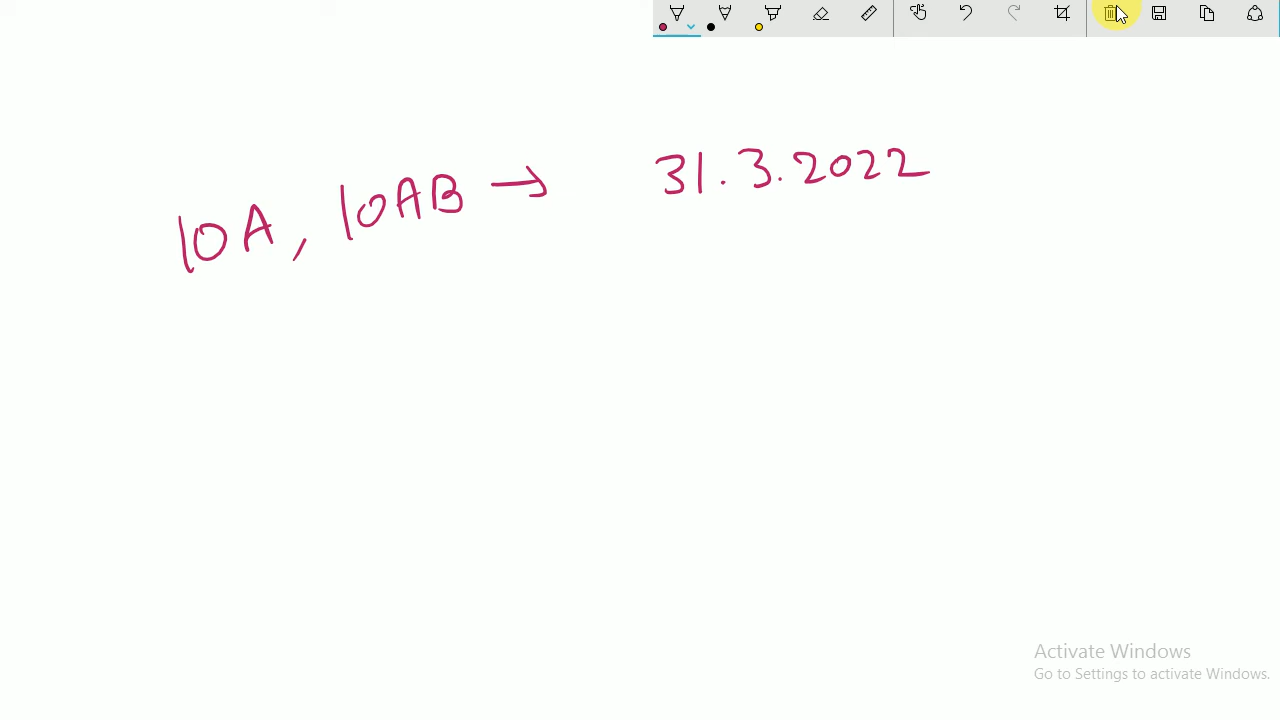 10A, 10AB → 31.3.2022
Activate Windows
Go to Settings to activate Windows.